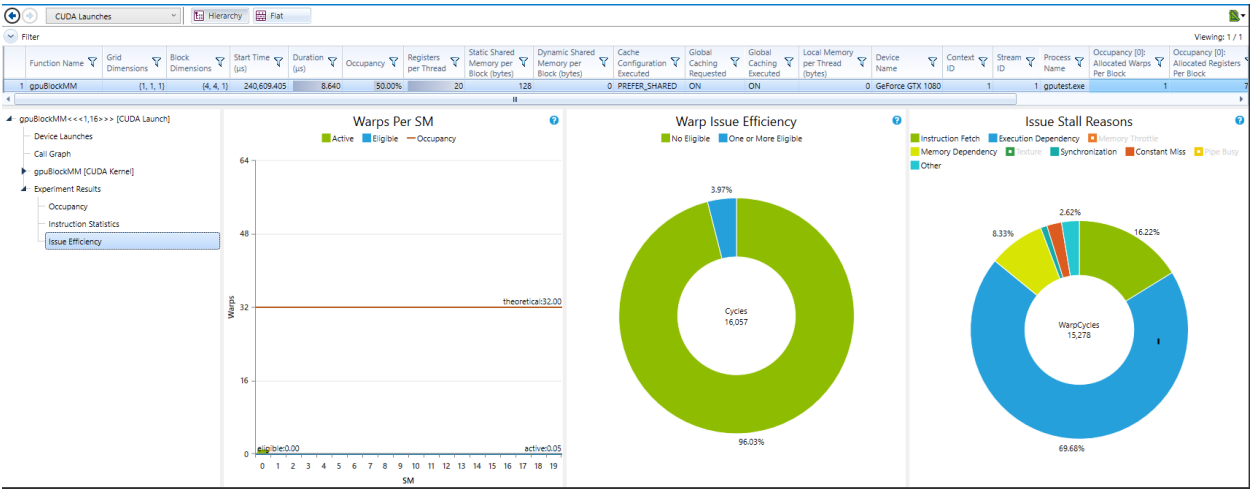 CUDA Launches Hierarchy Flat
Filter Viewing: 1 / 1
Function Name Grid Dimensions Block Dimensions Start Time (μs) Duration (μs) Occupancy Registers per Thread Static Shared Memory per Block (bytes) Dynamic Shared Memory per Block (bytes) Cache Configuration Executed Global Caching Requested Global Caching Executed Local Memory per Thread (bytes) Device Name Context ID Stream ID Process Name Occupancy [0]: Allocated Warps Per Block Occupancy [0]: Allocated Registers Per Block
1 gpuBlockMM {1, 1, 1} {4, 4, 1} 240,609.405 8.640 50.00% 20 128 0 PREFER_SHARED ON ON 0 GeForce GTX 1080 1 1 gputest.exe 1 7
gpuBlockMM<<<1,16>>> [CUDA Launch]
Device Launches
Call Graph
gpuBlockMM [CUDA Kernel]
Experiment Results
Occupancy
Instruction Statistics
Issue Efficiency
Warps Per SM
Active Eligible Occupancy
64
48
32
16
0
Warps
theoretical:32.00
eligible:0.00 active:0.05
0 1 2 3 4 5 6 7 8 9 10 11 12 13 14 15 16 17 18 19
SM
Warp Issue Efficiency
No Eligible One or More Eligible
3.97%
Cycles
16,057
96.03%
Issue Stall Reasons
Instruction Fetch Execution Dependency Memory Throttle
Memory Dependency Texture Synchronization Constant Miss Pipe Busy
Other
2.62%
8.33% 16.22%
WarpCycles
15,278
69.68%